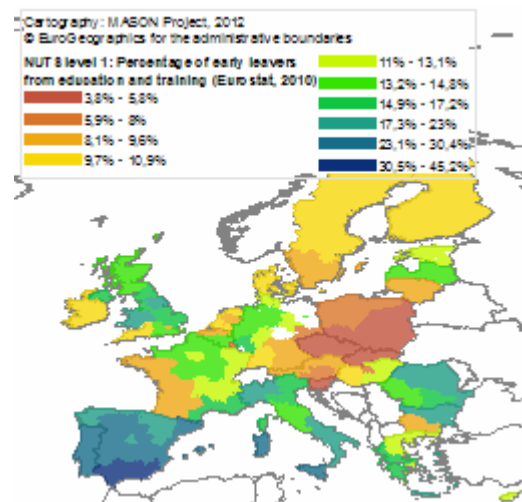 Cartography: MASON Project, 2012
© EuroGeographics for the administrative boundaries
NUTS level 1: Percentage of early leavers
from education and training (Eurostat, 2010)
3,8% - 5,8%
5,9% - 8%
8,1% - 9,6%
9,7% - 10,9%
11% - 13,1%
13,2% - 14,8%
14,9% - 17,2%
17,3% - 23%
23,1% - 30,4%
30,5% - 45,2%